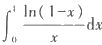 ∫₀¹ ln(1-x)/x dx